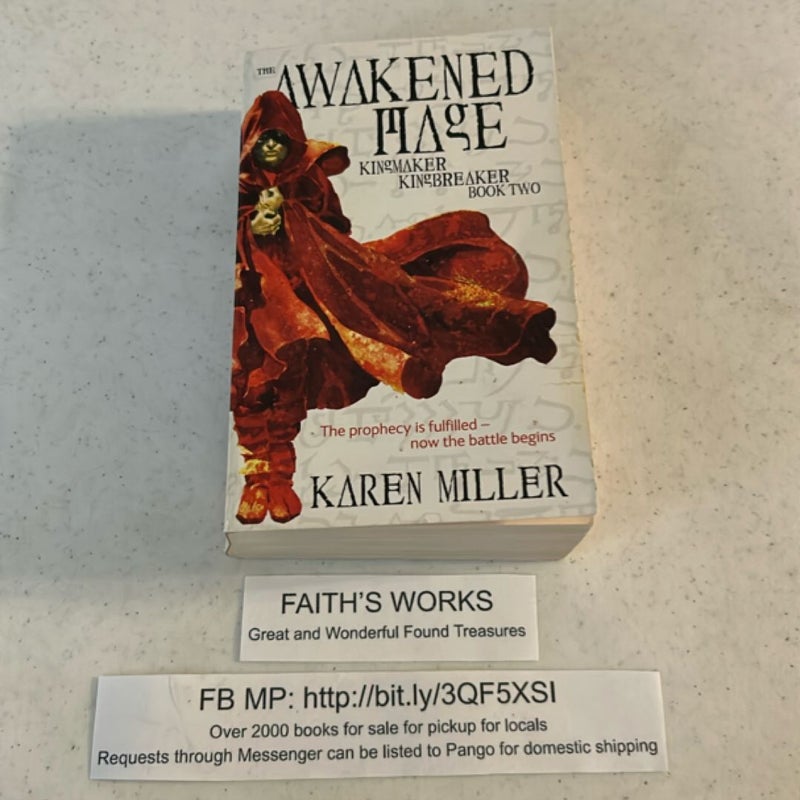 THE AWAKENED
MAGE
KINGMAKER
KINGBREAKER
BOOK TWO
The prophecy is fulfilled –
now the battle begins
KAREN MILLER
FAITH'S WORKS
Great and Wonderful Found Treasures
FB MP: http://bit.ly/3QF5XSI
Over 2000 books for sale for pickup for locals
Requests through Messenger can be listed to Pango for domestic shipping